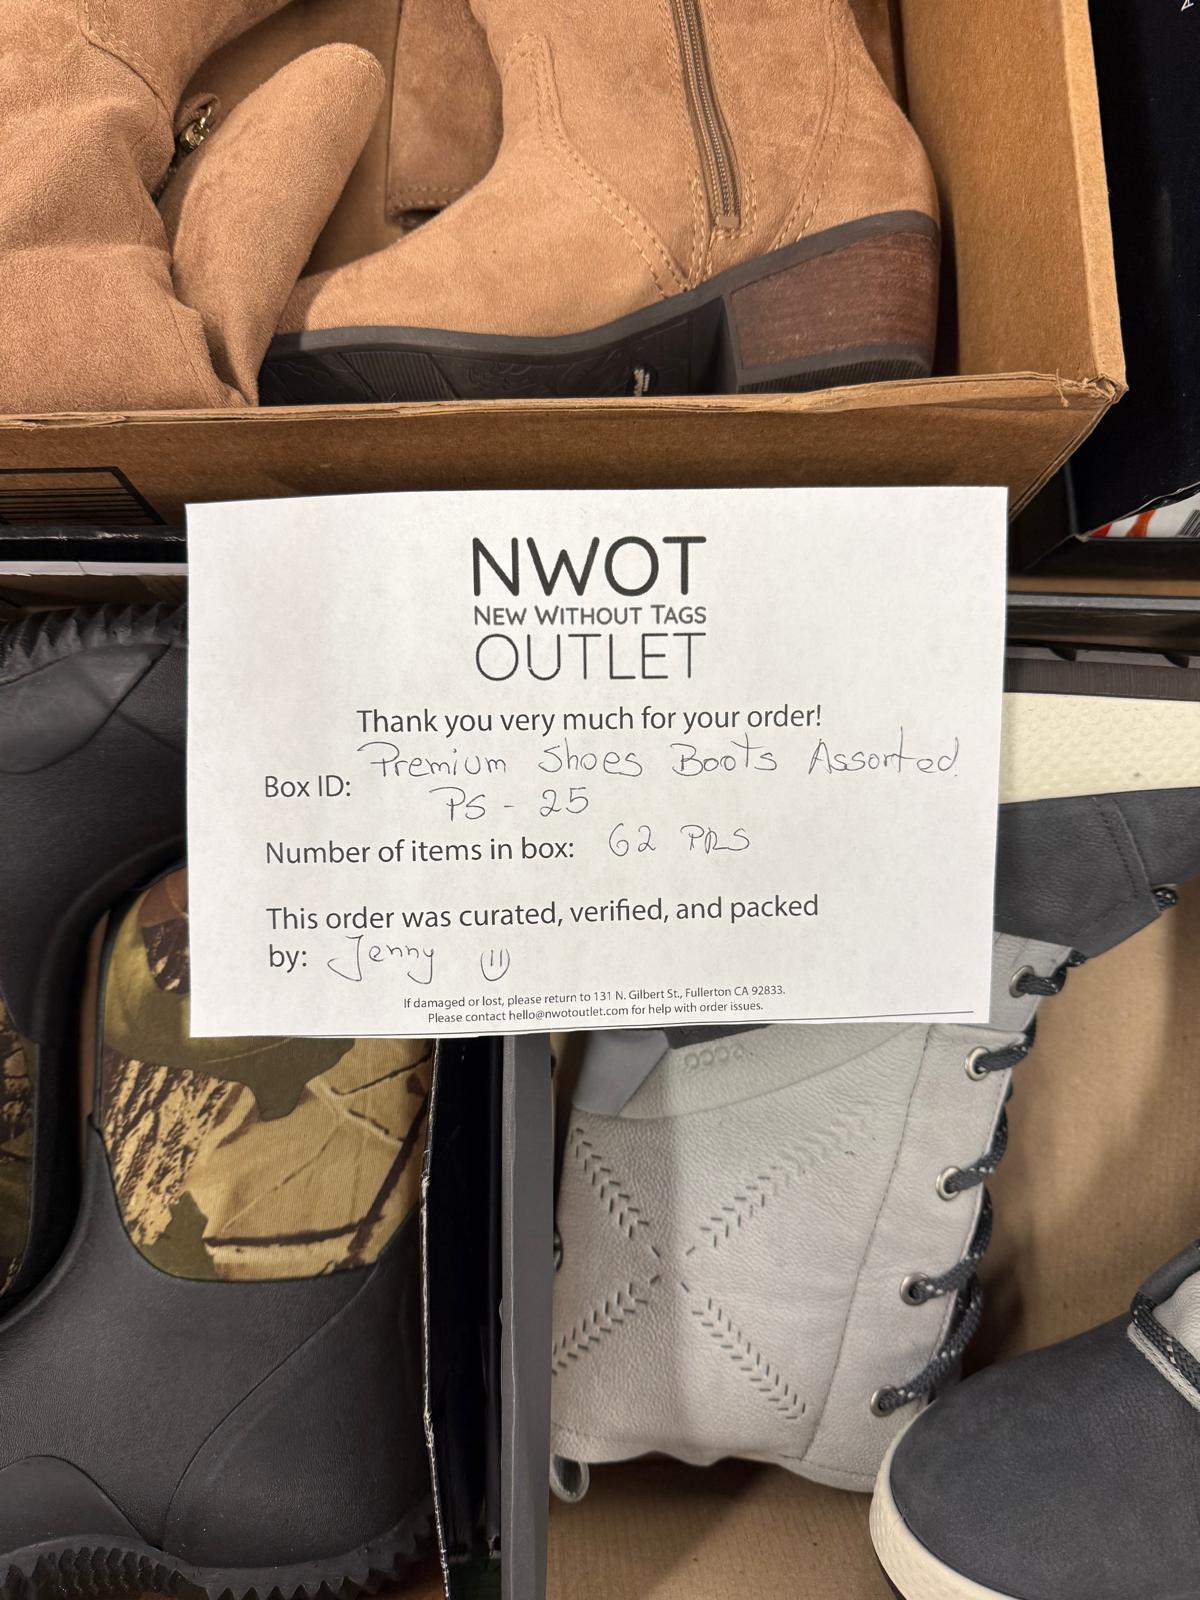 NWOT
NEW WITHOUT TAGS
OUTLET
Thank you very much for your order!
Box ID: Premium Shoes Boots Assorted
PS - 25
Number of items in box: 62 PRS
This order was curated, verified, and packed
by: Jenny
If damaged or lost, please return to 131 N. Gilbert St., Fullerton CA 92833.
Please contact hello@nwotoutlet.com for help with order issues.
ecco